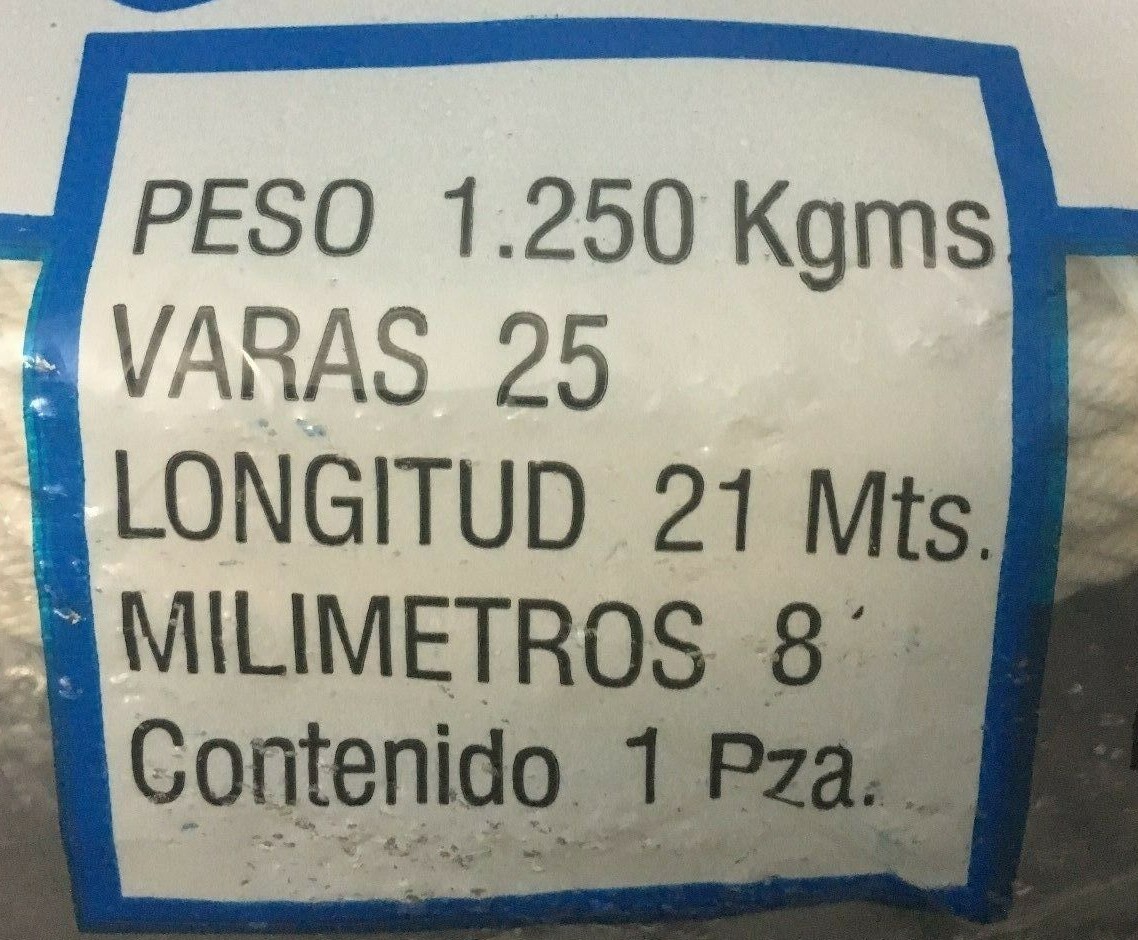 PESO 1.250 Kgms.
VARAS 25
LONGITUD 21 Mts.
MILIMETROS 8
Contenido 1 Pza.